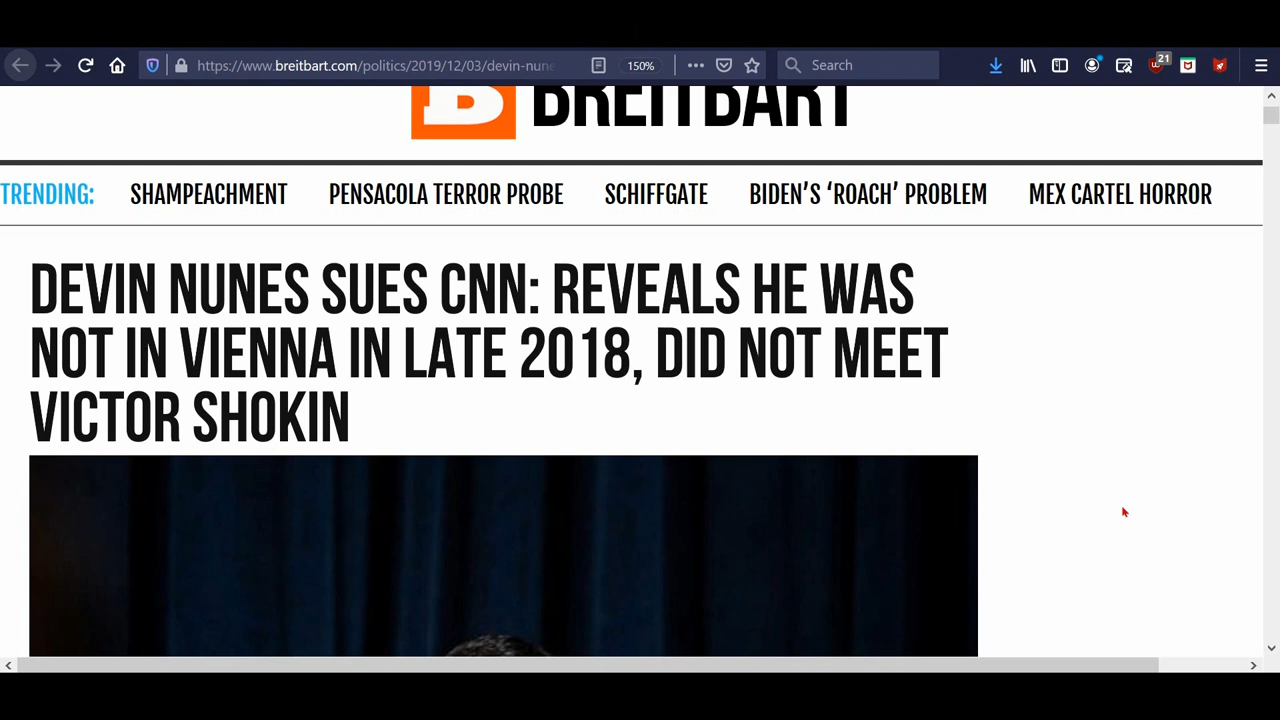 https://www.breitbart.com/politics/2019/12/03/devin-nune
150%
Search
21
B BREITBART
TRENDING: SHAMPEACHMENT PENSACOLA TERROR PROBE SCHIFFGATE BIDEN'S ‘ROACH’ PROBLEM MEX CARTEL HORROR
DEVIN NUNES SUES CNN: REVEALS HE WAS
NOT IN VIENNA IN LATE 2018, DID NOT MEET
VICTOR SHOKIN